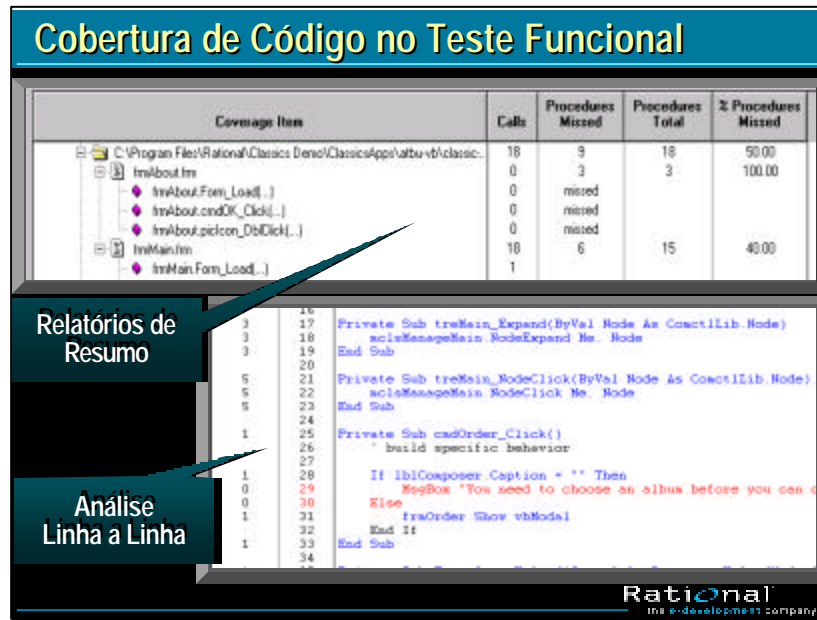 Cobertura de Código no Teste Funcional
Coverage Item Calls Procedures Missed Procedures Total % Procedures Missed
C:\Program Files\Rational\Classics Demo\ClassicsApps\atbu-vb\classic-. 18 9 18 50.00
frmAbout.frm 0 3 3 100.00
frmAbout.Form_Load(...) 0 missed
frmAbout.cmdOK_Click(...) 0 missed
frmAbout.picIcon_DblClick(...) 0 missed
frmMain.frm 18 6 15 40.00
frmMain.Form_Load(...) 1
Relatórios de
Resumo
16
3 17 Private Sub treMain_Expand(ByVal Node As ComctlLib.Node)
3 18 mclsManageMain.NodeExpand Me, Node
3 19 End Sub
20
5 21 Private Sub treMain_NodeClick(ByVal Node As ComctlLib.Node)
5 22 mclsManageMain.NodeClick Me, Node
5 23 End Sub
24
1 25 Private Sub cmdOrder_Click()
26 ' build specific behavior
27
1 28 If lblComposer.Caption = "" Then
0 29 MsgBox "You need to choose an album before you can o
0 30 Else
1 31 frmOrder.Show vbModal
32 End If
1 33 End Sub
34
Análise
Linha a Linha
Rational
the e-development company